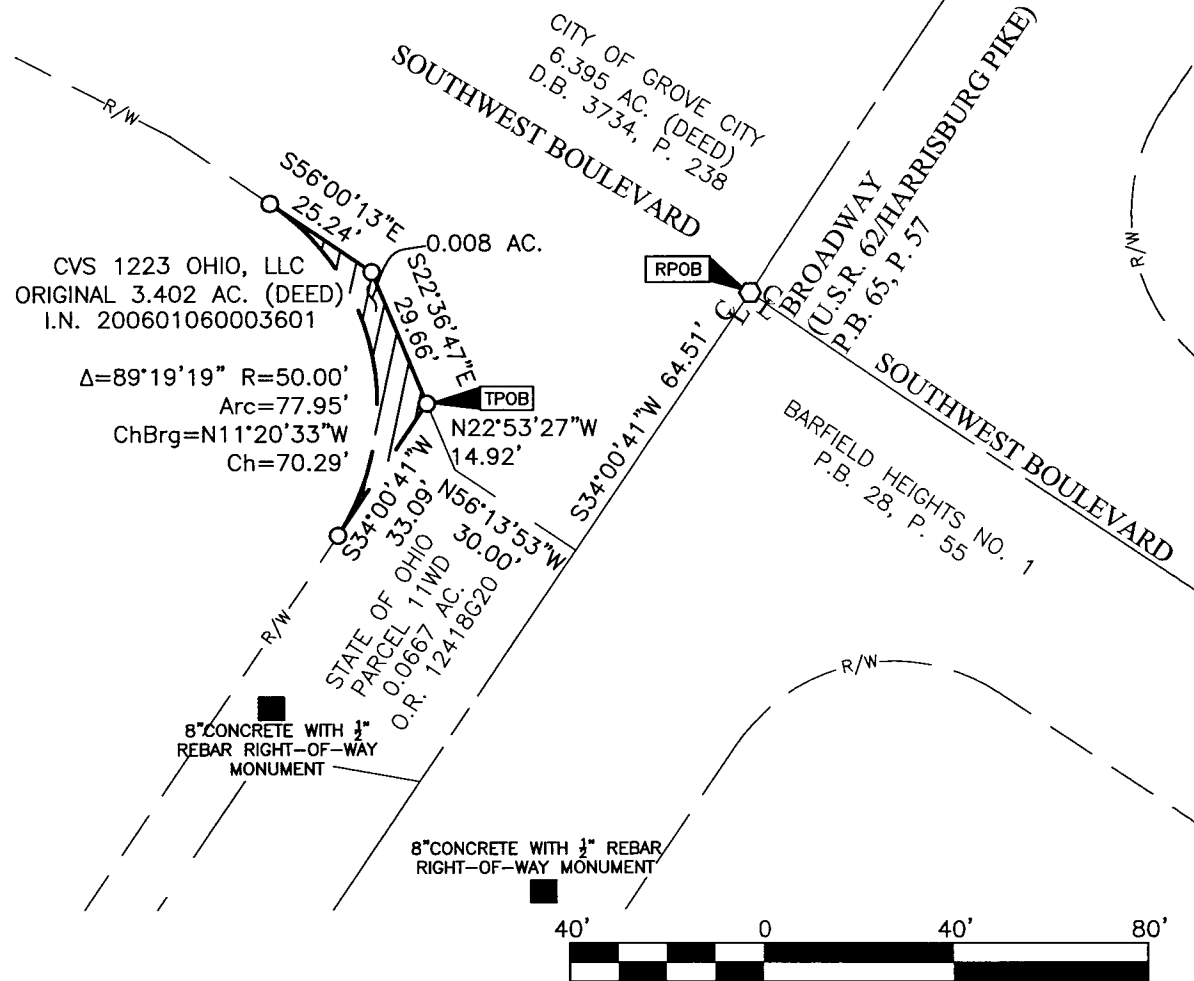 CITY OF GROVE CITY
6.395 AC. (DEED)
D.B. 3734, P. 238
SOUTHWEST BOULEVARD
R/W
S56°00'13"E
25.24'
0.008 AC.
BROADWAY
(U.S.R. 62/HARRISBURG PIKE)
P.B. 65, P. 57
R/W
RPOB
CL
CL
CVS 1223 OHIO, LLC
ORIGINAL 3.402 AC. (DEED)
I.N. 200601060003601
S22°36'47"E
29.66'
Δ=89°19'19" R=50.00'
Arc=77.95'
ChBrg=N11°20'33"W
Ch=70.29'
TPOB
N22°53'27"W
14.92'
S34°00'41"W 64.51'
SOUTHWEST BOULEVARD
BARFIELD HEIGHTS NO. 1
P.B. 28, P. 55
S34°00'41"W
33.09'
N56°13'53"W
30.00'
STATE OF OHIO
PARCEL 11WD
0.0667 AC.
O.R. 12418G20
R/W
R/W
8"CONCRETE WITH ½"
REBAR RIGHT-OF-WAY
MONUMENT
8"CONCRETE WITH ½" REBAR
RIGHT-OF-WAY MONUMENT
40' 0 40' 80'